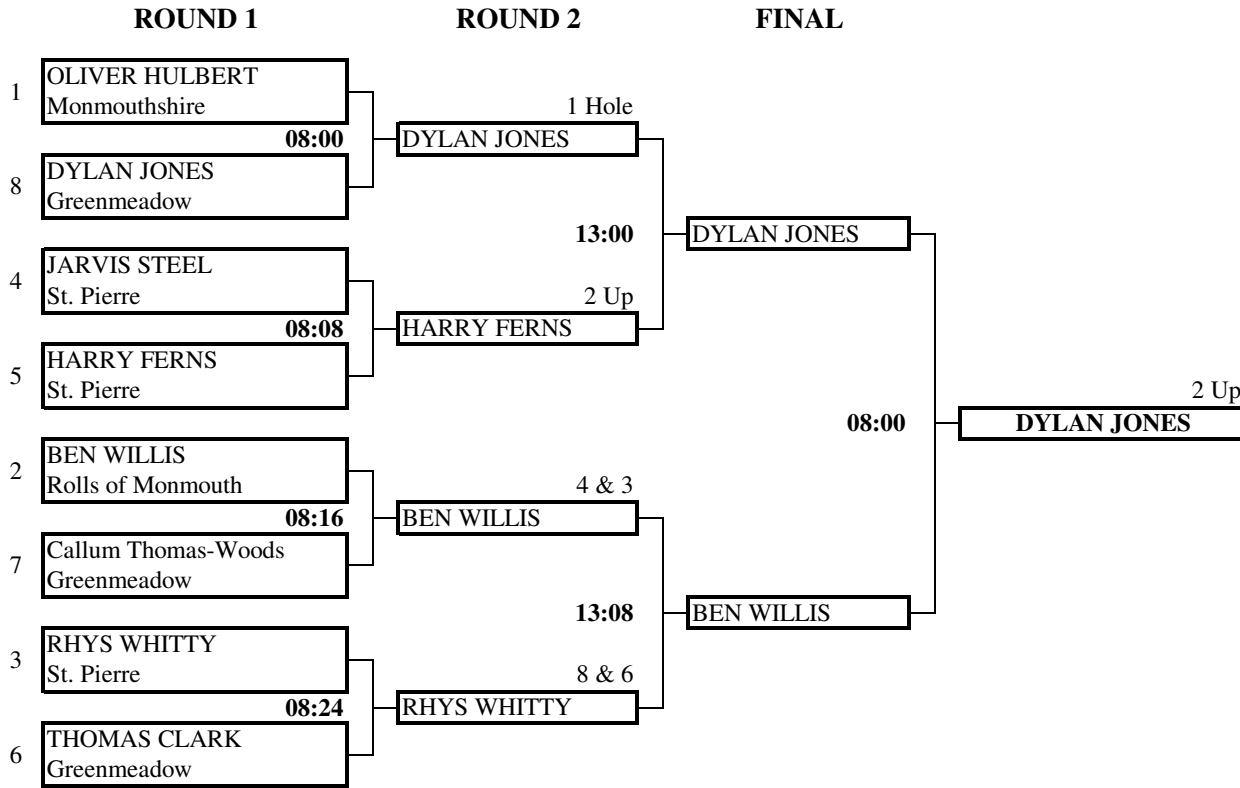 ROUND 1
ROUND 2
FINAL
1
OLIVER HULBERT
Monmouthshire
08:00
8
DYLAN JONES
Greenmeadow
4
JARVIS STEEL
St. Pierre
08:08
5
HARRY FERNS
St. Pierre
2
BEN WILLIS
Rolls of Monmouth
08:16
7
Callum Thomas-Woods
Greenmeadow
3
RHYS WHITTY
St. Pierre
08:24
6
THOMAS CLARK
Greenmeadow
1 Hole
DYLAN JONES
13:00
2 Up
HARRY FERNS
4 & 3
BEN WILLIS
13:08
8 & 6
RHYS WHITTY
DYLAN JONES
08:00
BEN WILLIS
2 Up
DYLAN JONES